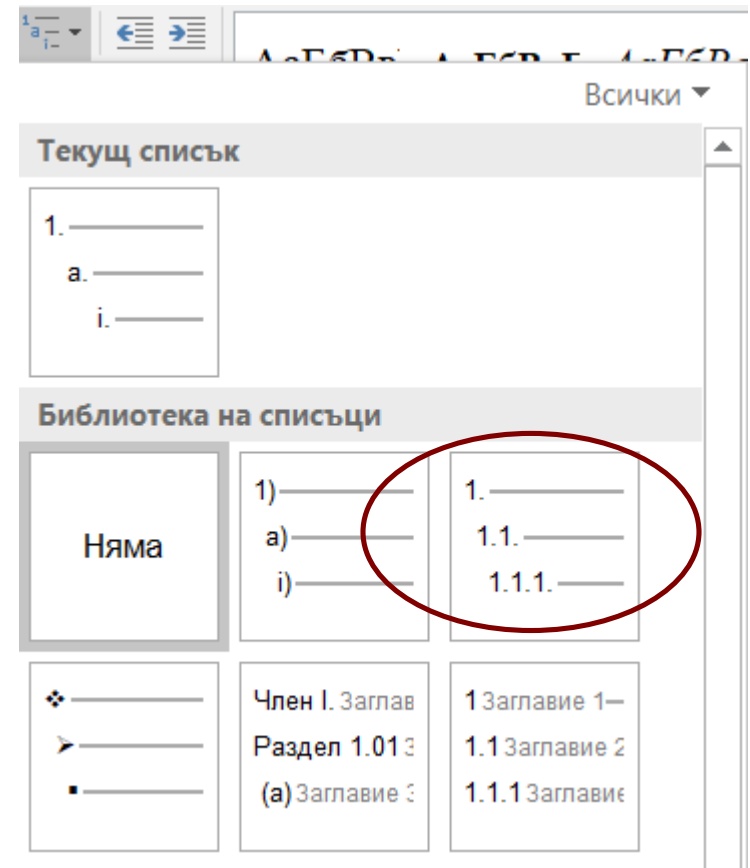 1
a
i
Всички
Текущ списък
1.
a.
i.
Библиотека на списъци
Няма
1)
a)
i)
1.
1.1.
1.1.1.
Член I. Заглав
Раздел 1.01 З
(a) Заглавие З
1 Заглавие 1
1.1 Заглавие 2
1.1.1 Заглавие